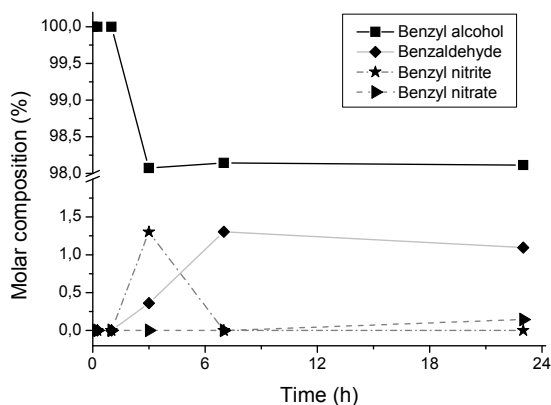 Molar composition (%)
100,0
99,5
99,0
98,5
98,0
1,5
1,0
0,5
0,0
Benzyl alcohol
Benzaldehyde
Benzyl nitrite
Benzyl nitrate
0 6 12 18 24
Time (h)